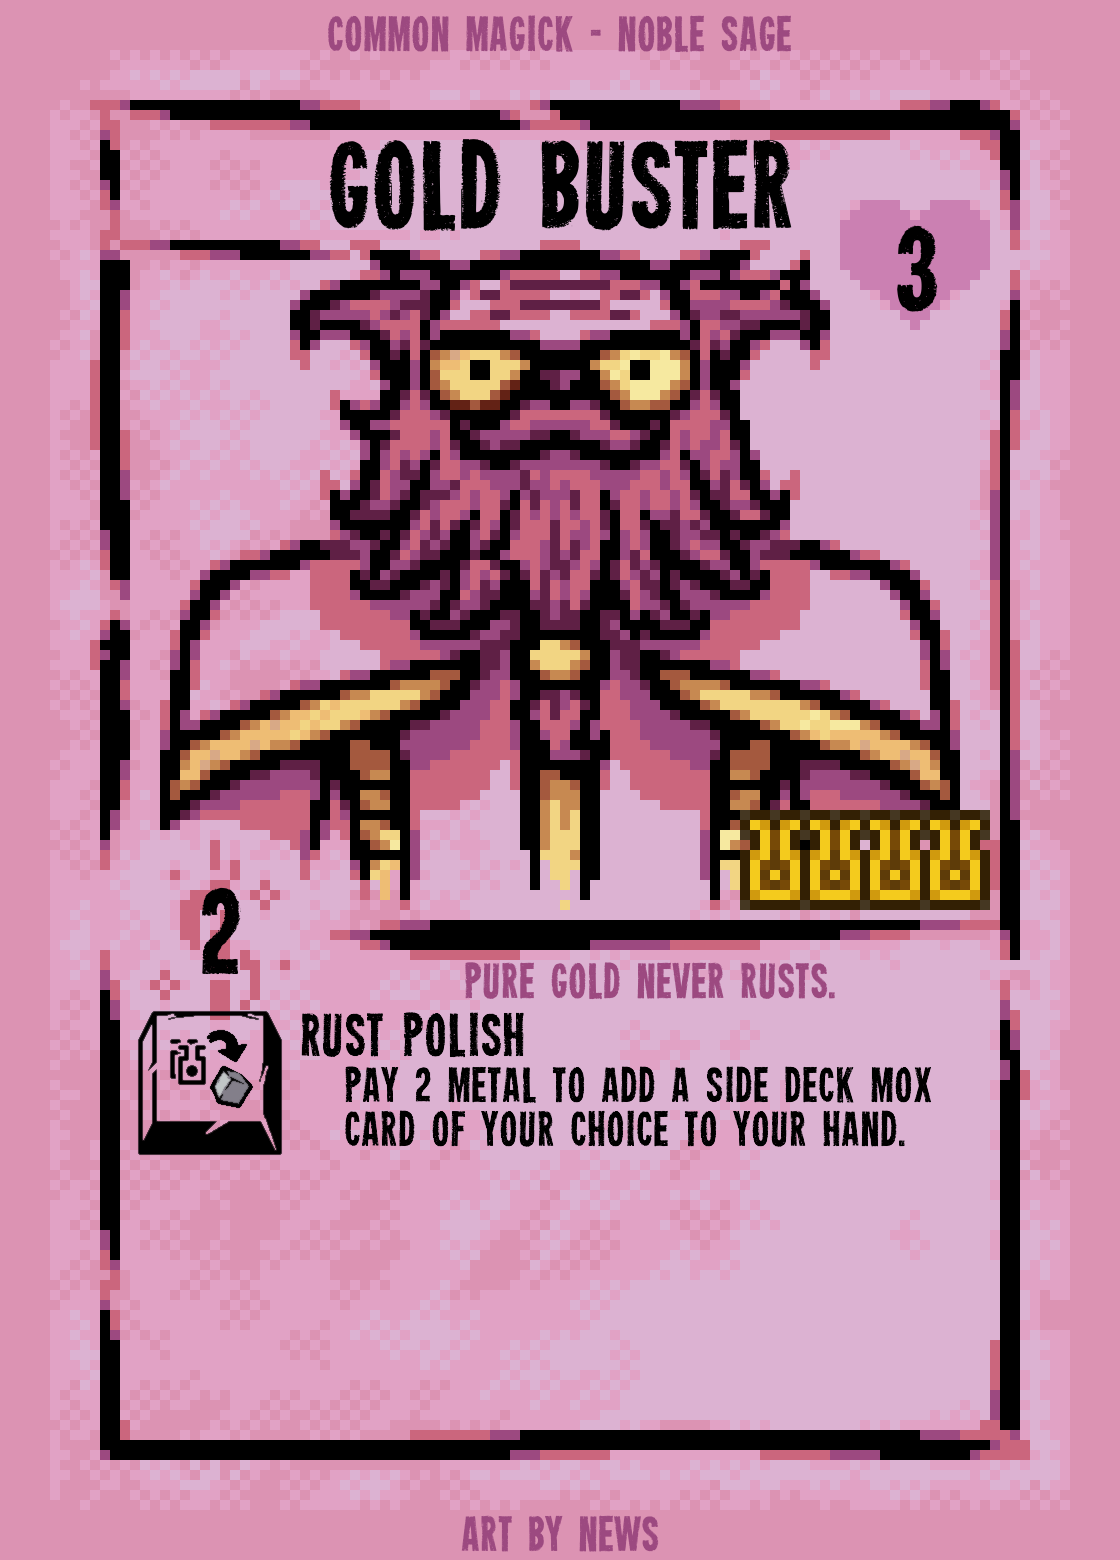 COMMON MAGICK - NOBLE SAGE
GOLD BUSTER
3
2
PURE GOLD NEVER RUSTS.
RUST POLISH
PAY 2 METAL TO ADD A SIDE DECK MOX
CARD OF YOUR CHOICE TO YOUR HAND.
ART BY NEWS